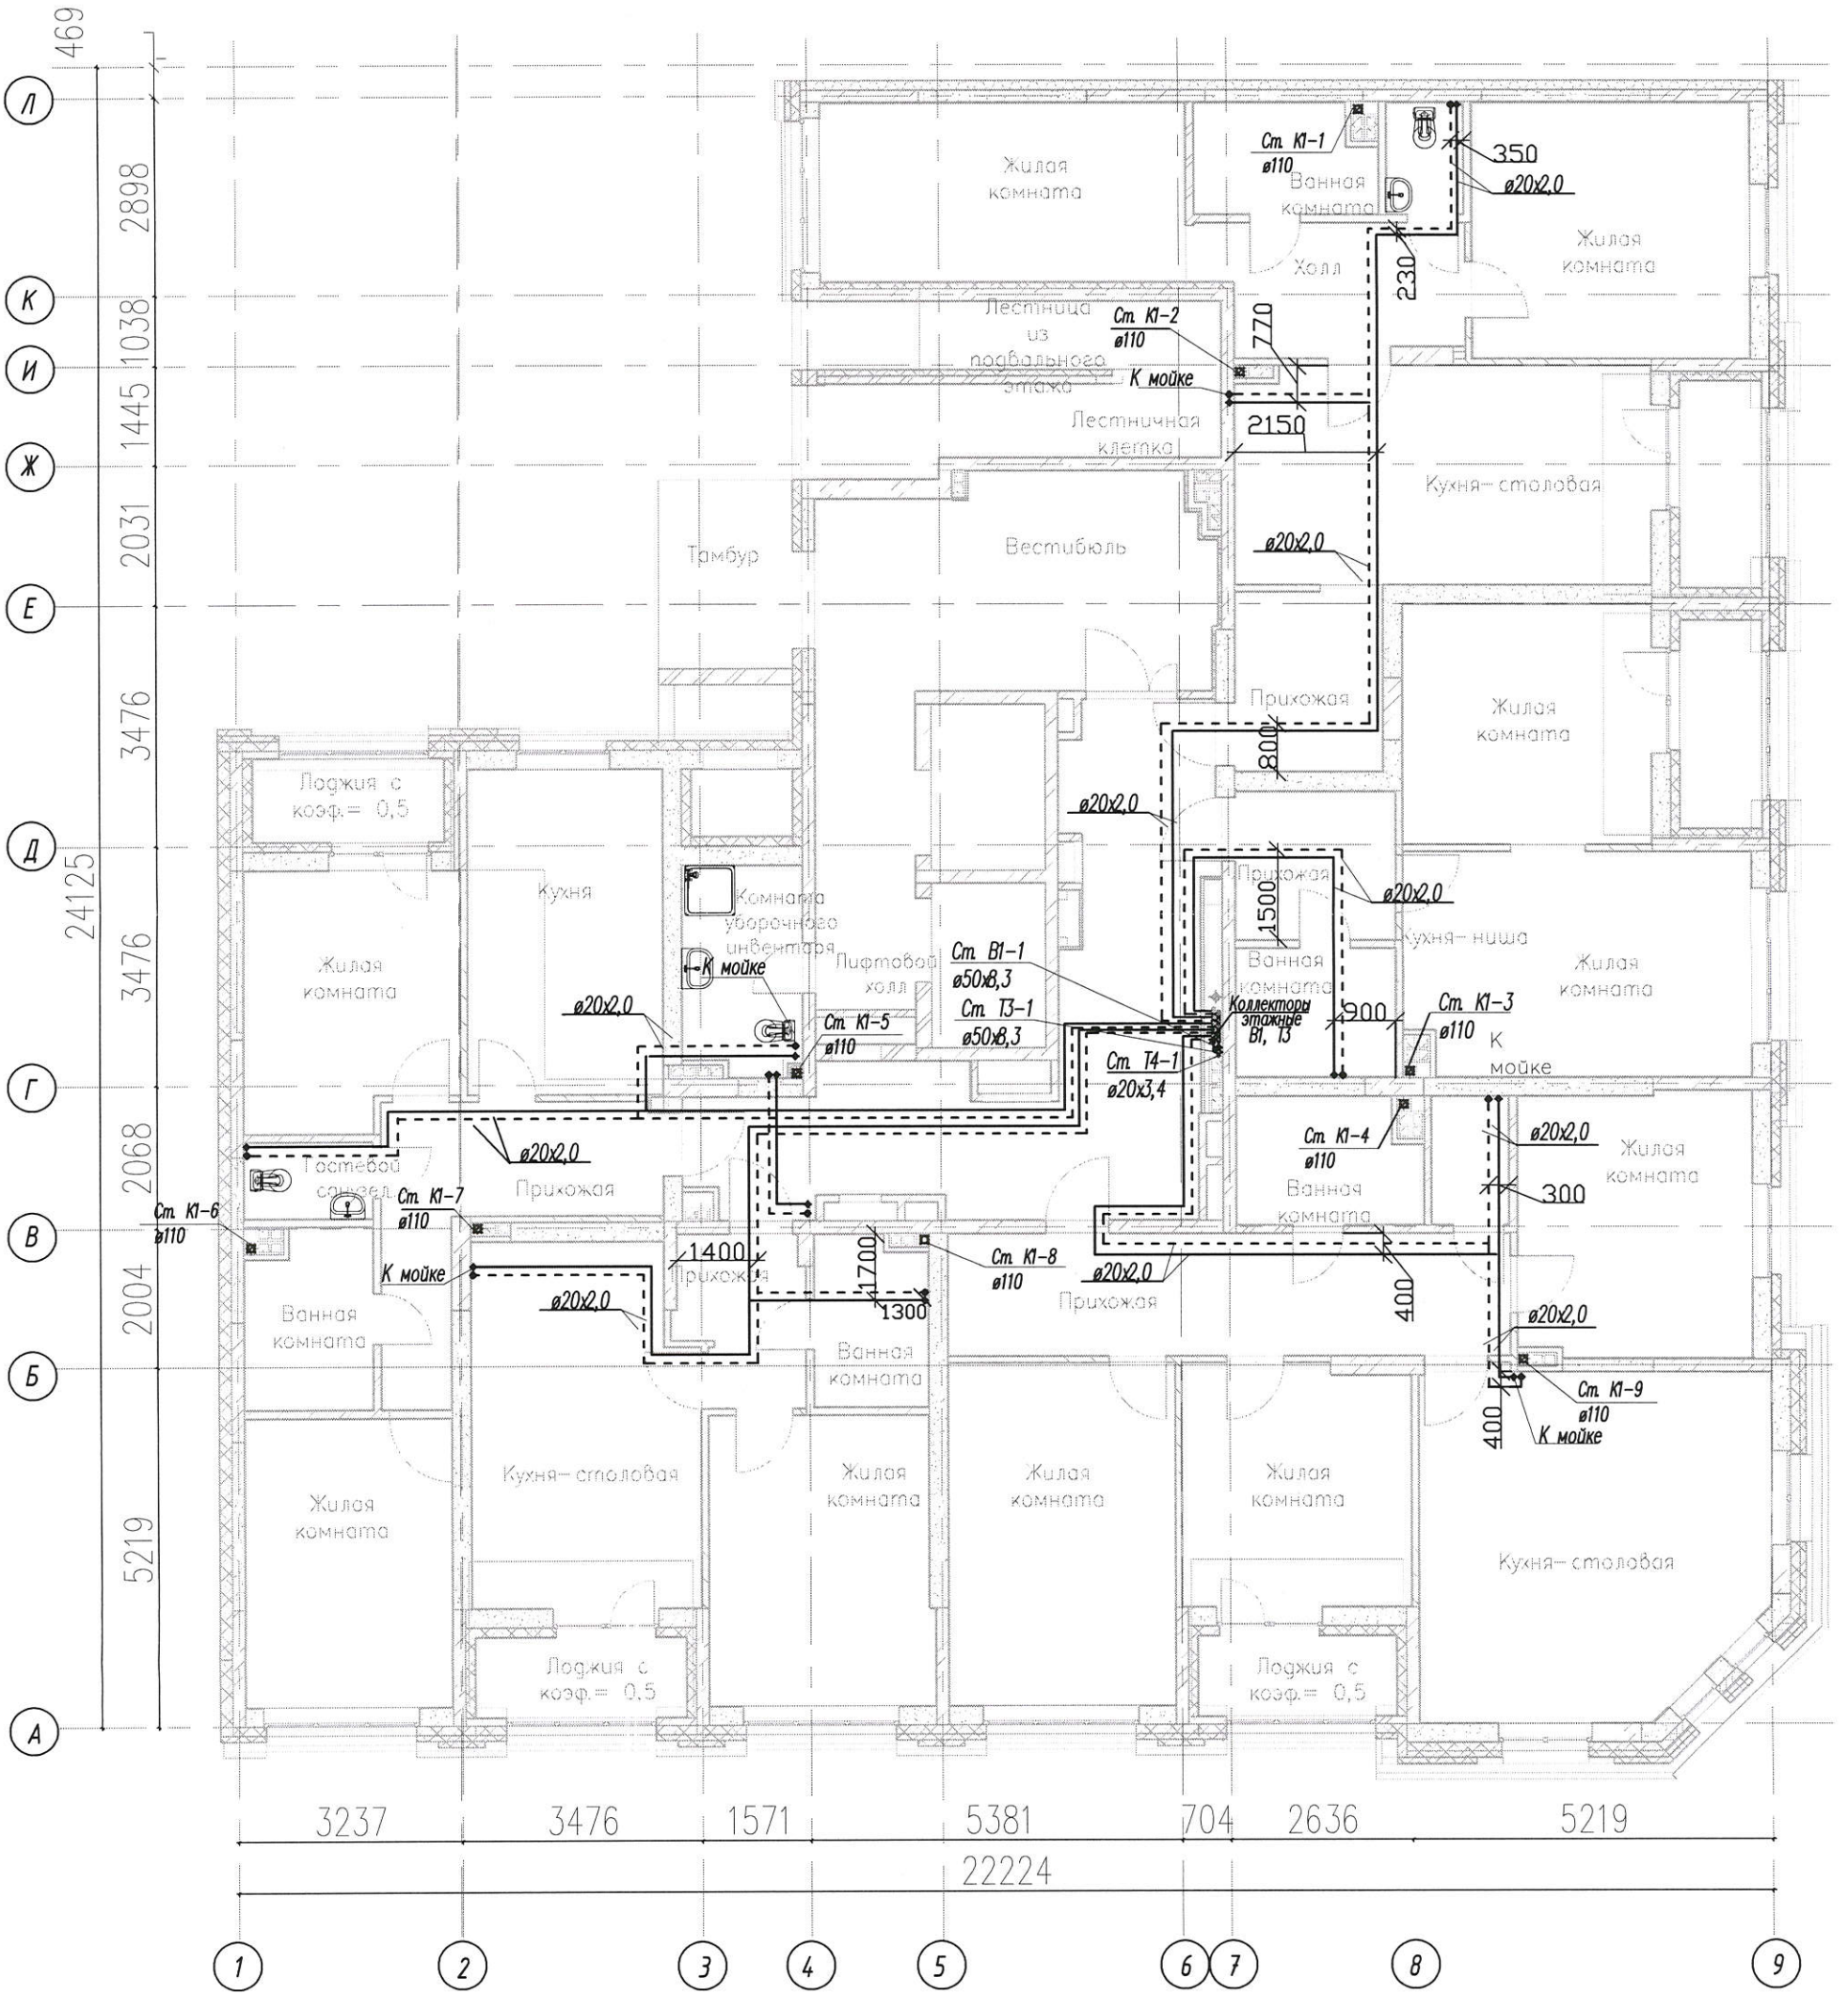 469
Л
2898
К
1038
И
1445
Ж
2031
Е
3476
Д
24125
3476
Г
2068
В
2004
Б
5219
А
Жилая
комната
Ст. К1-1
ø110
Ванная
комната
350
ø20х2,0
Жилая
комната
230
Холл
Лестница
из
подвального
этажа
Ст. К1-2
ø110
770
К мойке
Лестничная
клетка
2150
Кухня-столовая
ø20х2,0
Тамбур
Вестибюль
Прихожая
Жилая
комната
800
Лоджия с
коэф.= 0,5
ø20х2,0
Прихожая
ø20х2,0
1500
Кухня
Комната
уборочного
инвентаря
К мойке
Жилая
комната
Лифтовой
холл
Ст. В1-1
ø50х8,3
Ст. Т3-1
ø50х8,3
Ст. Т4-1
ø20х3,4
Ванная
комната
Коллекторы
этажные
В1, Т3
900
Кухня-ниша
Жилая
комната
Ст. К1-3
ø110
К
мойке
ø20х2,0
Ст. К1-5
ø110
ø20х2,0
Гостевой
санузел
Прихожая
Ст. К1-6
ø110
Ст. К1-7
ø110
Ст. К1-4
ø110
Ванная
комната
ø20х2,0
Жилая
комната
300
К мойке
ø20х2,0
1400
Прихожая
1700
1300
Ст. К1-8
ø110
ø20х2,0
Прихожая
400
ø20х2,0
Ванная
комната
Ванная
комната
Ст. К1-9
ø110
К мойке
400
Жилая
комната
Кухня-столовая
Жилая
комната
Жилая
комната
Жилая
комната
Кухня-столовая
Лоджия с
коэф.= 0,5
Лоджия с
коэф.= 0,5
3237
3476
1571
5381
704
2636
5219
22224
1
2
3
4
5
6
7
8
9